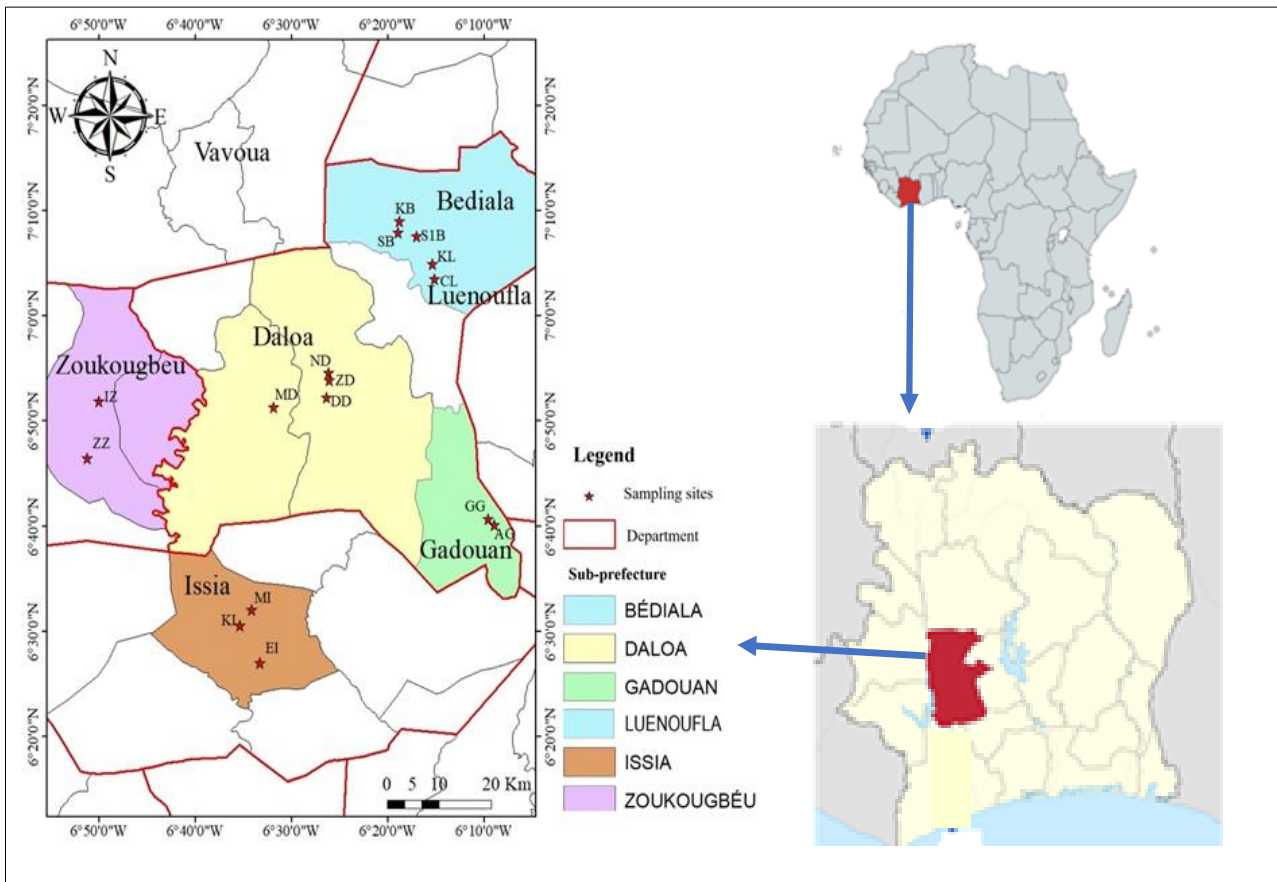 6°50'0"W 6°40'0"W 6°30'0"W 6°20'0"W 6°10'0"W
N
W E
S
7°20'0"N 7°20'0"N
Vavoua
7°10'0"N 7°10'0"N
Bediala
KB
SB S1B
KL
CL
Luenoufla
7°0'0"N 7°0'0"N
Daloa
Zoukougbeu
ND
ZD
MD DD
IZ
6°50'0"N 6°50'0"N
ZZ
GG
AG
6°40'0"N 6°40'0"N
Gadouan
Issia
MI
KI
EI
6°30'0"N 6°30'0"N
6°20'0"N 6°20'0"N
0 5 10 20 Km
6°50'0"W 6°40'0"W 6°30'0"W 6°20'0"W 6°10'0"W
Legend
Sampling sites
Department
Sub-prefecture
BÉDIALA
DALOA
GADOUAN
LUENOUFLA
ISSIA
ZOUKOUGBÉU